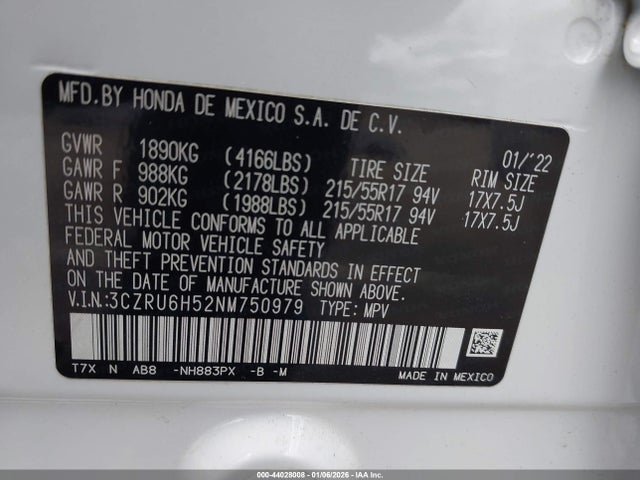 MFD.BY HONDA DE MEXICO S.A. DE C.V.
01/'22
GVWR 1890KG (4166LBS) TIRE SIZE RIM SIZE
GAWR F 988KG (2178LBS) 215/55R17 94V 17X7.5J
GAWR R 902KG (1988LBS) 215/55R17 94V 17X7.5J
THIS VEHICLE CONFORMS TO ALL APPLICABLE
FEDERAL MOTOR VEHICLE SAFETY
AND THEFT PREVENTION STANDARDS IN EFFECT
ON THE DATE OF MANUFACTURE SHOWN ABOVE.
V.I.N.:3CZRU6H52NM750979 TYPE: MPV
T7X N AB8 -NH883PX -B -M MADE IN MEXICO
000-44028008 | 01/06/2026 | IAA Inc.